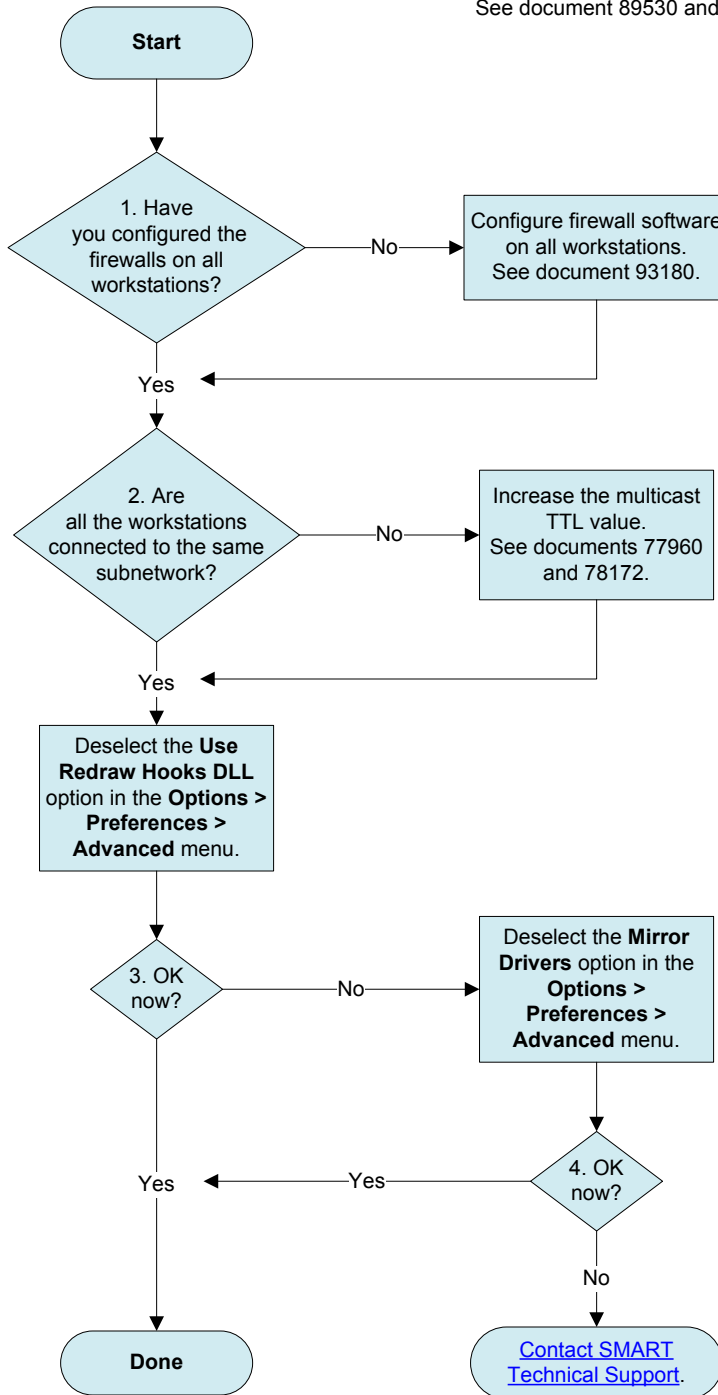 See document 89530 and
Start
1. Have
you configured the
firewalls on all
workstations?
No
Configure firewall software
on all workstations.
See document 93180.
Yes
2. Are
all the workstations
connected to the same
subnetwork?
No
Increase the multicast
TTL value.
See documents 77960
and 78172.
Yes
Deselect the Use
Redraw Hooks DLL
option in the Options >
Preferences >
Advanced menu.
3. OK
now?
No
Deselect the Mirror
Drivers option in the
Options >
Preferences >
Advanced menu.
4. OK
now?
Yes
Yes
No
Done
Contact SMART
Technical Support.